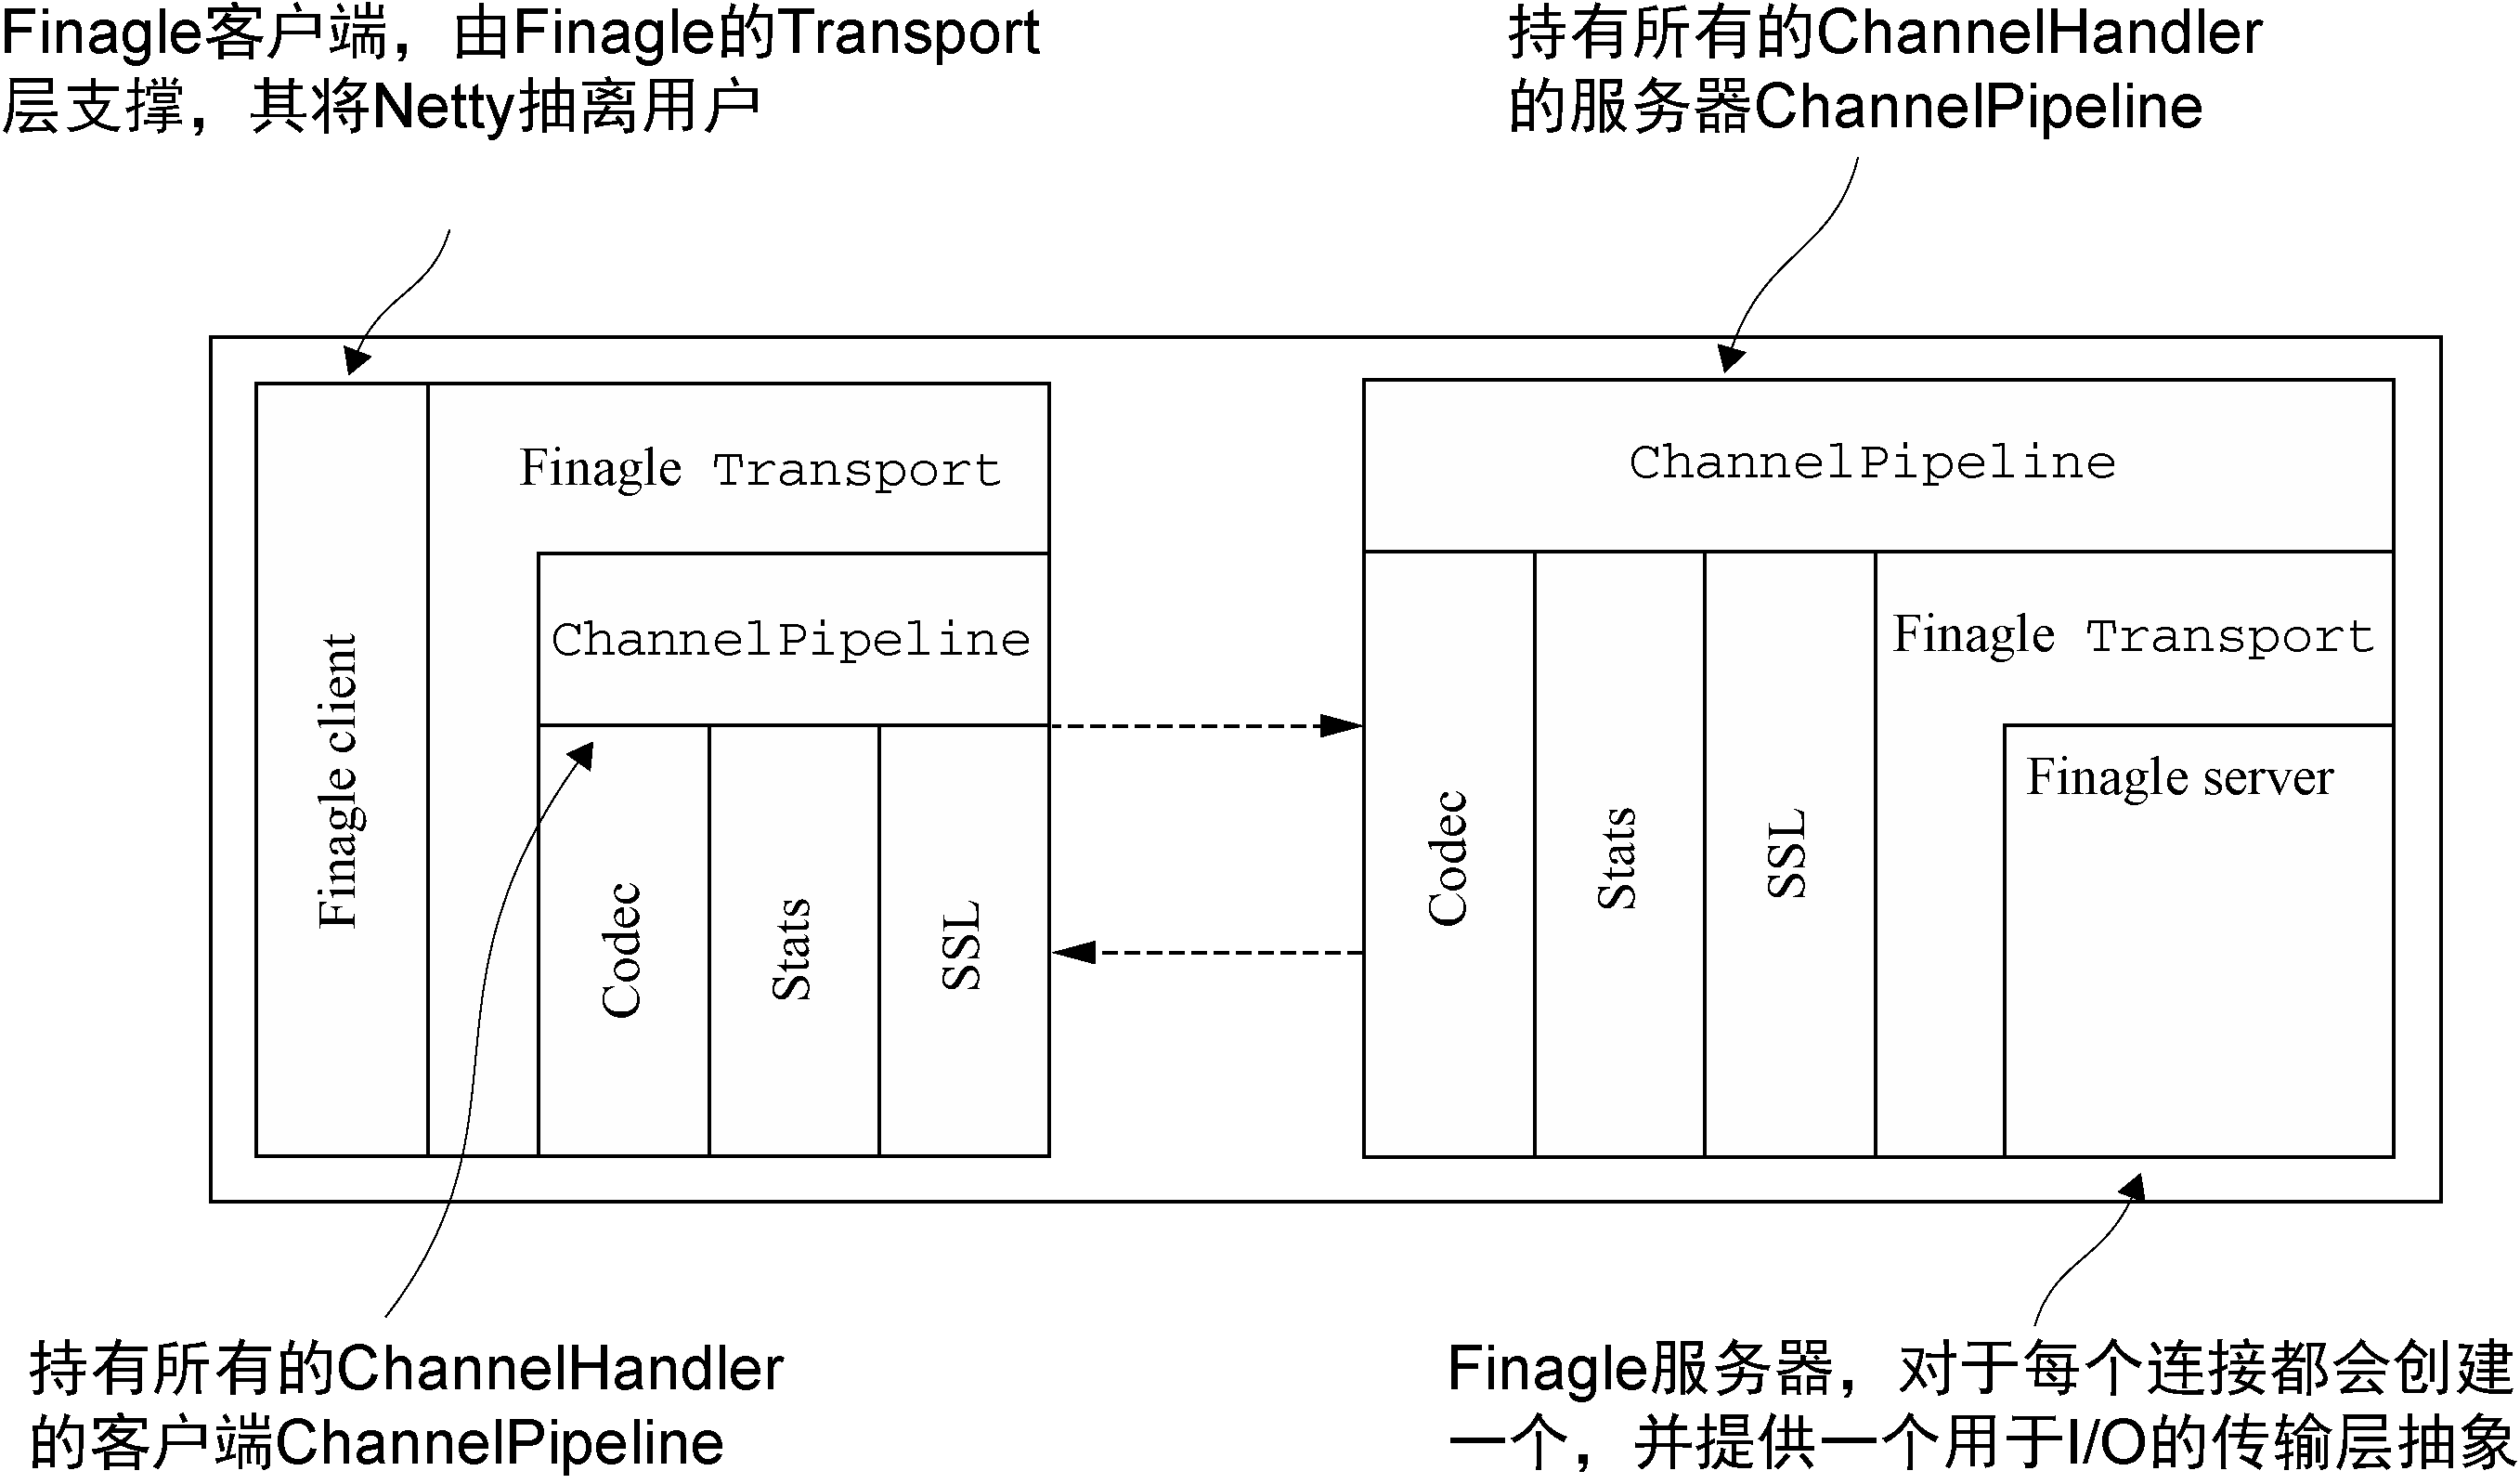 Finagle客户端，由Finagle的Transport
层支撑，其将Netty抽离用户
持有所有的ChannelHandler
的服务器ChannelPipeline
Finagle client
Finagle Transport
ChannelPipeline
Codec
Stats
SSL
ChannelPipeline
Codec
Stats
SSL
Finagle Transport
Finagle server
持有所有的ChannelHandler
的客户端ChannelPipeline
Finagle服务器，对于每个连接都会创建
一个，并提供一个用于I/O的传输层抽象